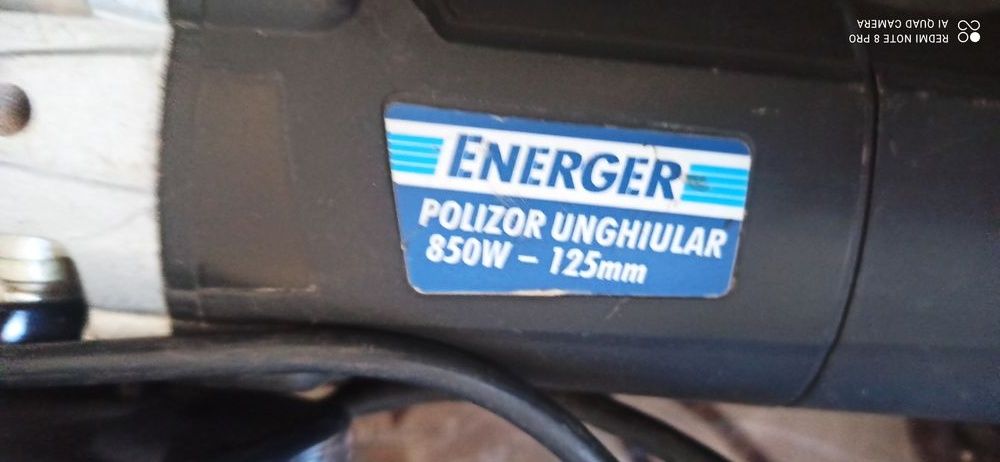 ENERGER
POLIZOR UNGHIULAR
850W - 125mm
REDMI NOTE 8 PRO
AI QUAD CAMERA